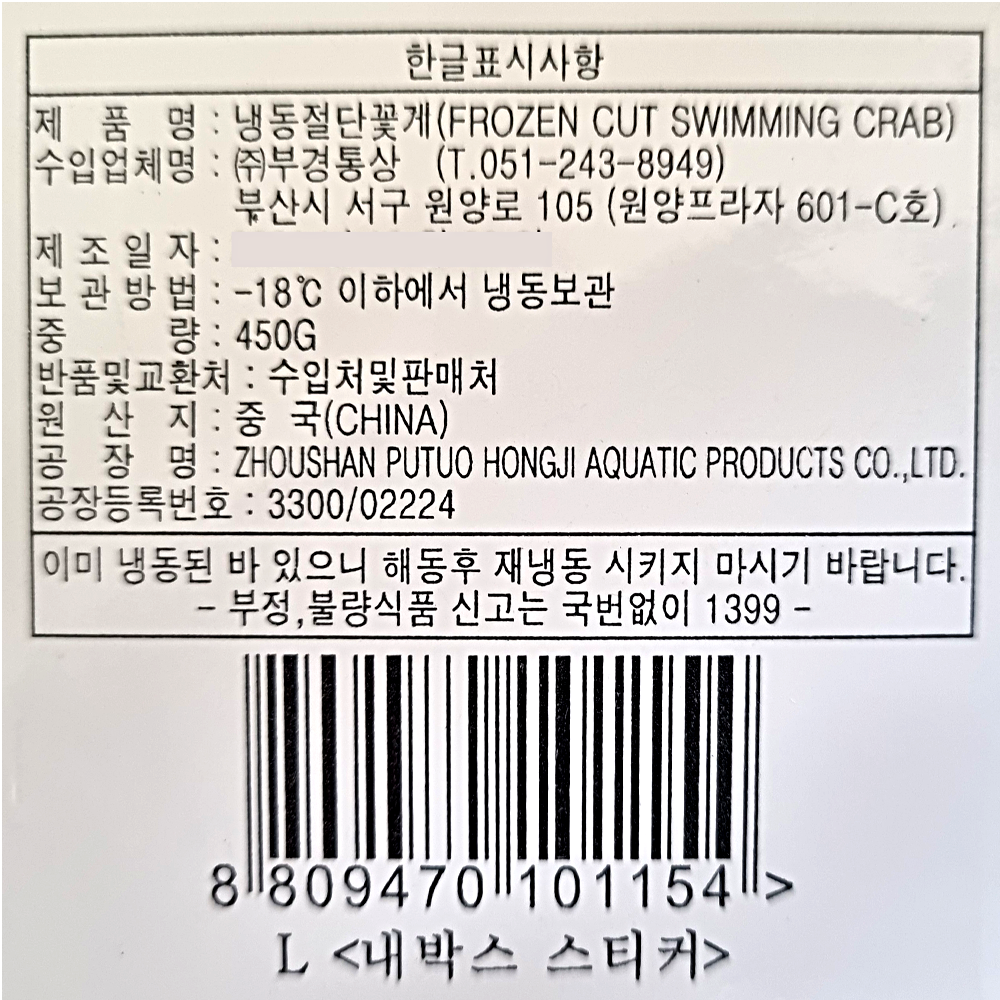 한글표시사항
제 품 명 : 냉동절단꽃게(FROZEN CUT SWIMMING CRAB)
수입업체명 : ㈜부경통상 (T.051-243-8949)
부산시 서구 원양로 105 (원양프라자 601-C호)
제 조 일 자 :
보 관 방 법 : -18℃ 이하에서 냉동보관
중 량 : 450G
반품및교환처 : 수입처및판매처
원 산 지 : 중 국(CHINA)
공 장 명 : ZHOUSHAN PUTUO HONGJI AQUATIC PRODUCTS CO.,LTD.
공장등록번호 : 3300/02224
이미 냉동된 바 있으니 해동후 재냉동 시키지 마시기 바랍니다.
- 부정,불량식품 신고는 국번없이 1399 -
8 809470 101154 >
L <내박스 스티커>